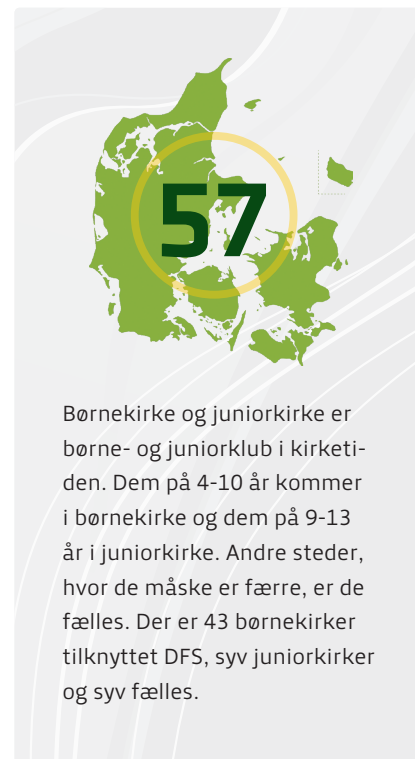 57
Børnekirke og juniorkirke er
børne- og juniorklub i kirketi-
den. Dem på 4-10 år kommer
i børnekirke og dem på 9-13
år i juniorkirke. Andre steder,
hvor de måske er færre, er de
fælles. Der er 43 børnekirker
tilknyttet DFS, syv juniorkirker
og syv fælles.